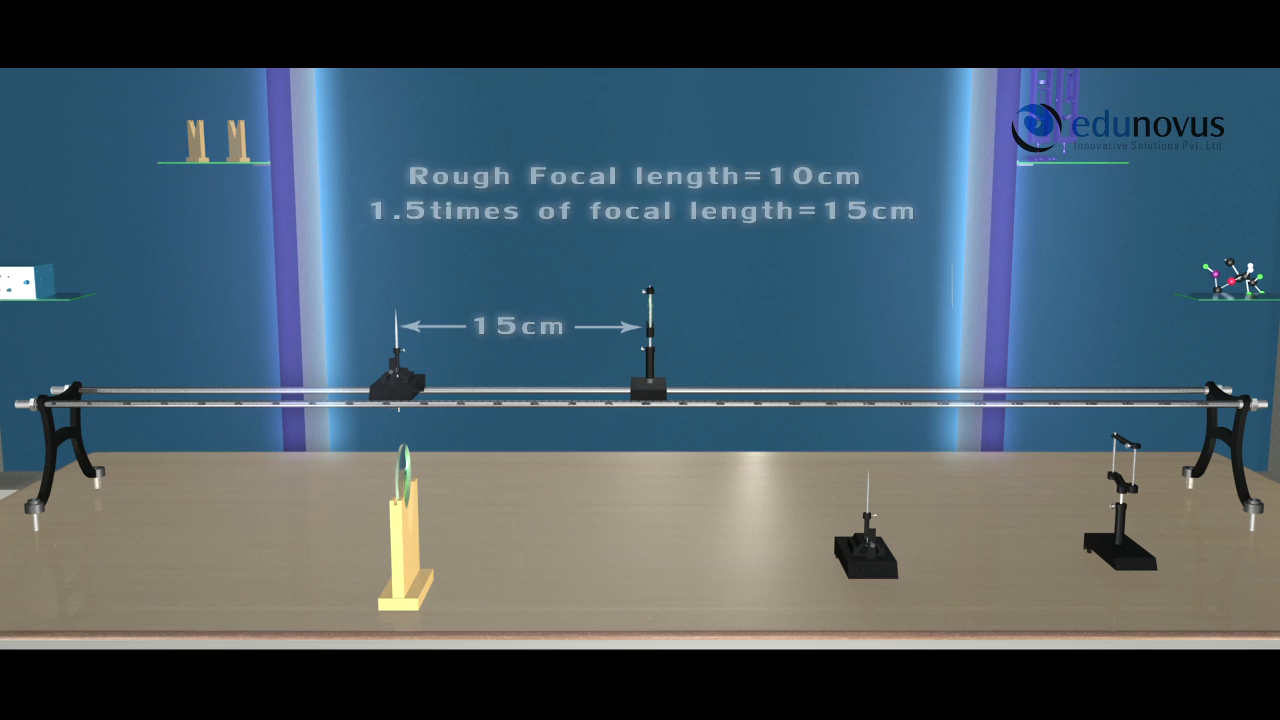 edunovus
Innovative Solutions Pvt. Ltd
Rough Focal length=10cm
1.5times of focal length=15cm
15cm